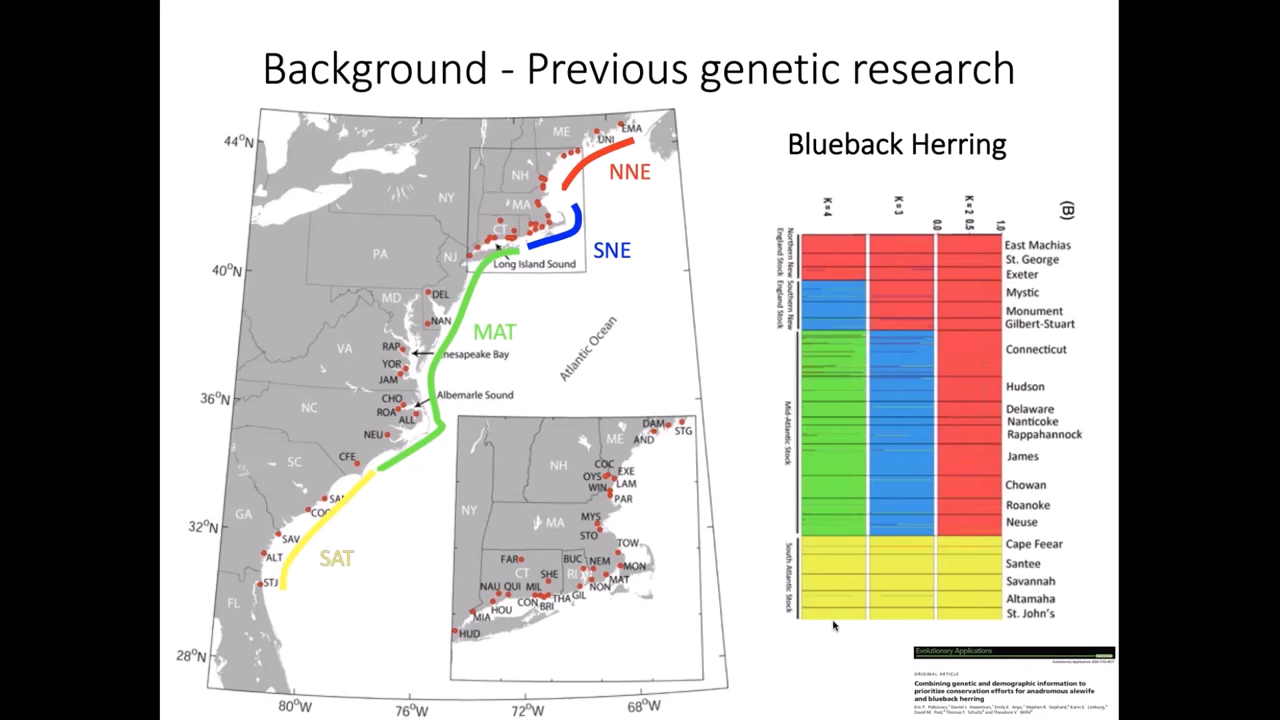 Background - Previous genetic research
Blueback Herring
44°N
40°N
36°N
32°N
28°N
80°W
76°W
72°W
68°W
ME
EMA
UNI
NNE
NH
NY
MA
CT
SNE
PA
NJ
Long Island Sound
MD
DEL
NAN
MAT
VA
RAP
esapeake Bay
YOR
JAM
Atlantic Ocean
CHO
Albemarle Sound
ROA
ALL
NC
NEU
SC
CFE
GA
SAV
ALT
SAT
STJ
FL
DAM
STG
ME
AND
NH
COC
EXE
OYS
LAM
WIN
PAR
NY
MA
MYS
STO
TOW
FAR
BUC
NEM
MON
CT
SHE
RI
MAT
NAU
QUI
MIL
NON
CON
THA
GIL
HOU
BRI
MIA
HUD
(B)
K = 4
K = 3
K = 2
0.0
0.5
1.0
Northern New
England Stock
Southern New
England Stock
Mid-Atlantic Stock
South Atlantic Stock
East Machias
St. George
Exeter
Mystic
Monument
Gilbert-Stuart
Connecticut
Hudson
Delaware
Nanticoke
Rappahannock
James
Chowan
Roanoke
Neuse
Cape Feear
Santee
Savannah
Altamaha
St. John's
Evolutionary Applications
ORIGINAL ARTICLE
Combining genetic and demographic information to
prioritize conservation efforts for anadromous alewife
and blueback herring